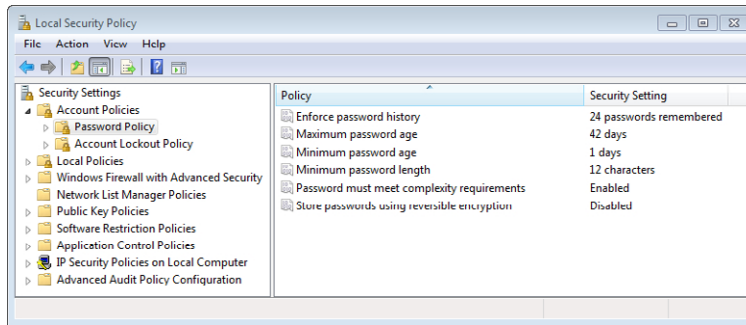 Local Security Policy
File Action View Help
Security Settings
Account Policies
Password Policy
Account Lockout Policy
Local Policies
Windows Firewall with Advanced Security
Network List Manager Policies
Public Key Policies
Software Restriction Policies
Application Control Policies
IP Security Policies on Local Computer
Advanced Audit Policy Configuration
Policy Security Setting
Enforce password history 24 passwords remembered
Maximum password age 42 days
Minimum password age 1 days
Minimum password length 12 characters
Password must meet complexity requirements Enabled
Store passwords using reversible encryption Disabled